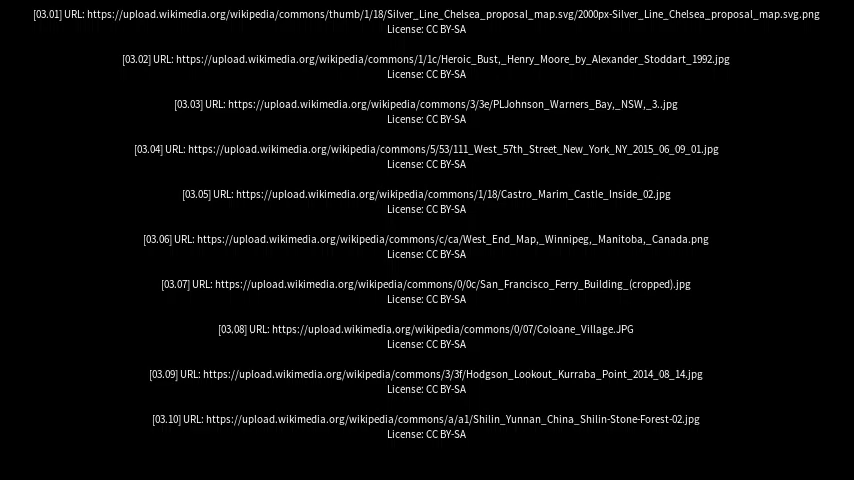 [03.01] URL: https://upload.wikimedia.org/wikipedia/commons/thumb/1/18/Silver_Line_Chelsea_proposal_map.svg/2000px-Silver_Line_Chelsea_proposal_map.svg.png
License: CC BY-SA
[03.02] URL: https://upload.wikimedia.org/wikipedia/commons/1/1c/Heroic_Bust,_Henry_Moore_by_Alexander_Stoddart_1992.jpg
License: CC BY-SA
[03.03] URL: https://upload.wikimedia.org/wikipedia/commons/3/3e/PLJohnson_Warners_Bay,_NSW,_3..jpg
License: CC BY-SA
[03.04] URL: https://upload.wikimedia.org/wikipedia/commons/5/53/111_West_57th_Street_New_York_NY_2015_06_09_01.jpg
License: CC BY-SA
[03.05] URL: https://upload.wikimedia.org/wikipedia/commons/1/18/Castro_Marim_Castle_Inside_02.jpg
License: CC BY-SA
[03.06] URL: https://upload.wikimedia.org/wikipedia/commons/c/ca/West_End_Map,_Winnipeg,_Manitoba,_Canada.png
License: CC BY-SA
[03.07] URL: https://upload.wikimedia.org/wikipedia/commons/0/0c/San_Francisco_Ferry_Building_(cropped).jpg
License: CC BY-SA
[03.08] URL: https://upload.wikimedia.org/wikipedia/commons/0/07/Coloane_Village.JPG
License: CC BY-SA
[03.09] URL: https://upload.wikimedia.org/wikipedia/commons/3/3f/Hodgson_Lookout_Kurraba_Point_2014_08_14.jpg
License: CC BY-SA
[03.10] URL: https://upload.wikimedia.org/wikipedia/commons/a/a1/Shilin_Yunnan_China_Shilin-Stone-Forest-02.jpg
License: CC BY-SA